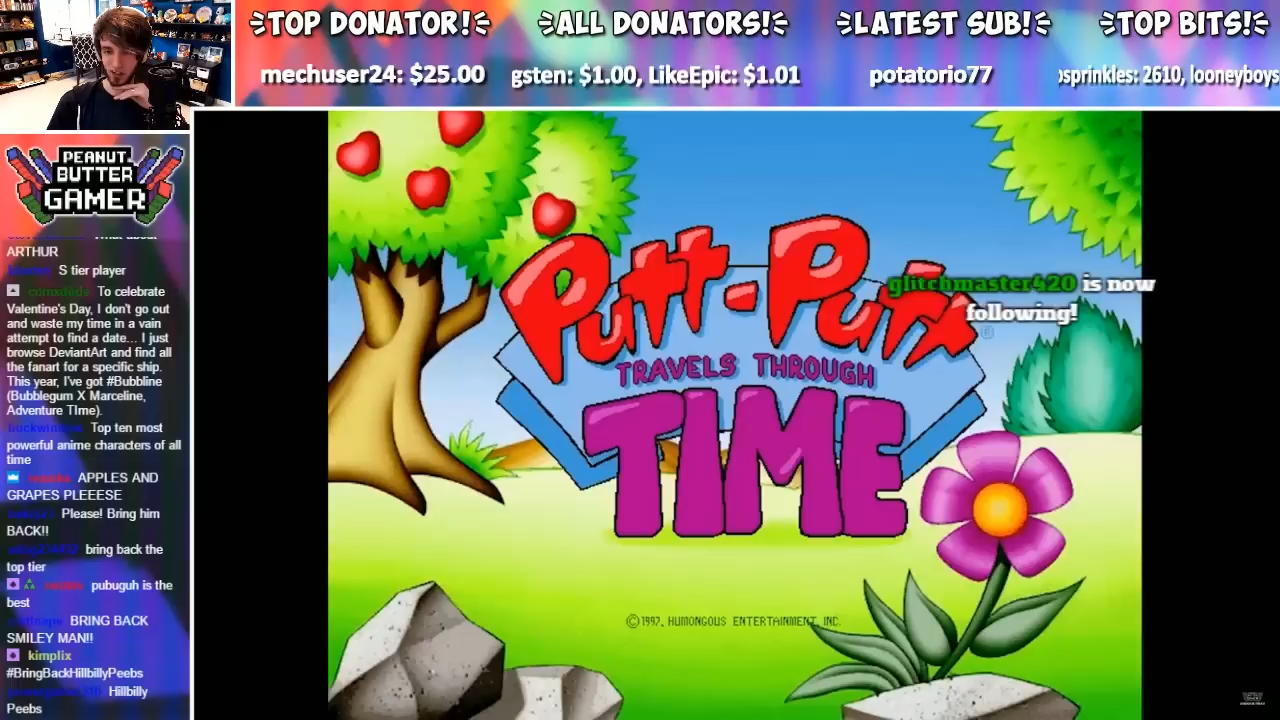 TOP DONATOR!
ALL DONATORS!
LATEST SUB!
TOP BITS!
mechuser24: $25.00
gsten: $1.00, LikeEpic: $1.01
potatorio77
osprinkles: 2610, looneyboys
PEANUT
BUTTER
GAMER
ARTHUR
S tier player
To celebrate
Valentine's Day, I don't go out
and waste my time in a vain
attempt to find a date... I just
browse DeviantArt and find all
the fanart for a specific ship.
This year, I've got #Bubbline
(Bubblegum X Marceline,
Adventure TIme).
Top ten most
powerful anime characters of all
time
APPLES AND
GRAPES PLEEESE
Please! Bring him
BACK!!
bring back the
top tier
pubuguh is the
best
BRING BACK
SMILEY MAN!!
kimplix
#BringBackHillbillyPeebs
Hillbilly
Peebs
Putt-Putt
TRAVELS THROUGH
TIME
glitchmaster420 is now
following!
©1997, HUMONGOUS ENTERTAINMENT, INC.